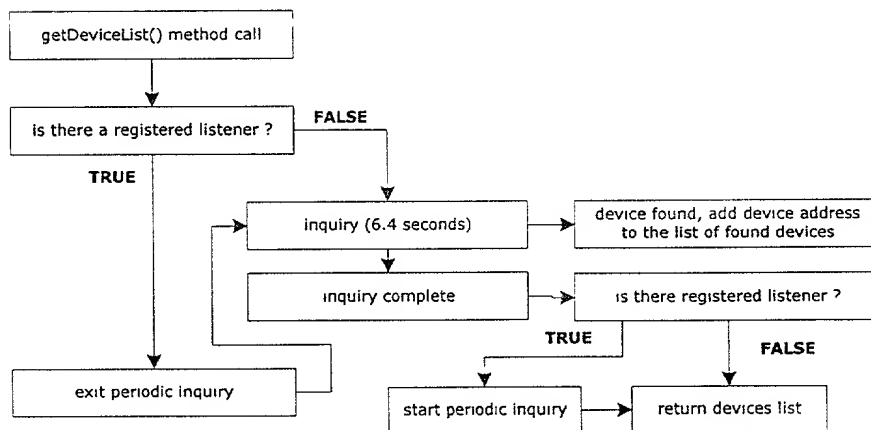 getDeviceList() method call
is there a registered listener ?
FALSE
TRUE
inquiry (6.4 seconds)
device found, add device address
to the list of found devices
inquiry complete
is there registered listener ?
TRUE
FALSE
exit periodic inquiry
start periodic inquiry
return devices list